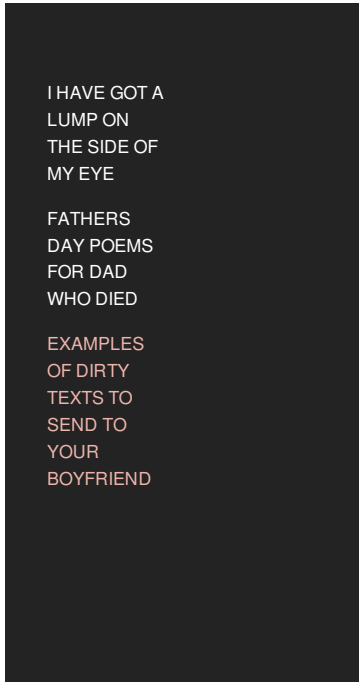 I HAVE GOT A
LUMP ON
THE SIDE OF
MY EYE
FATHERS
DAY POEMS
FOR DAD
WHO DIED
EXAMPLES
OF DIRTY
TEXTS TO
SEND TO
YOUR
BOYFRIEND